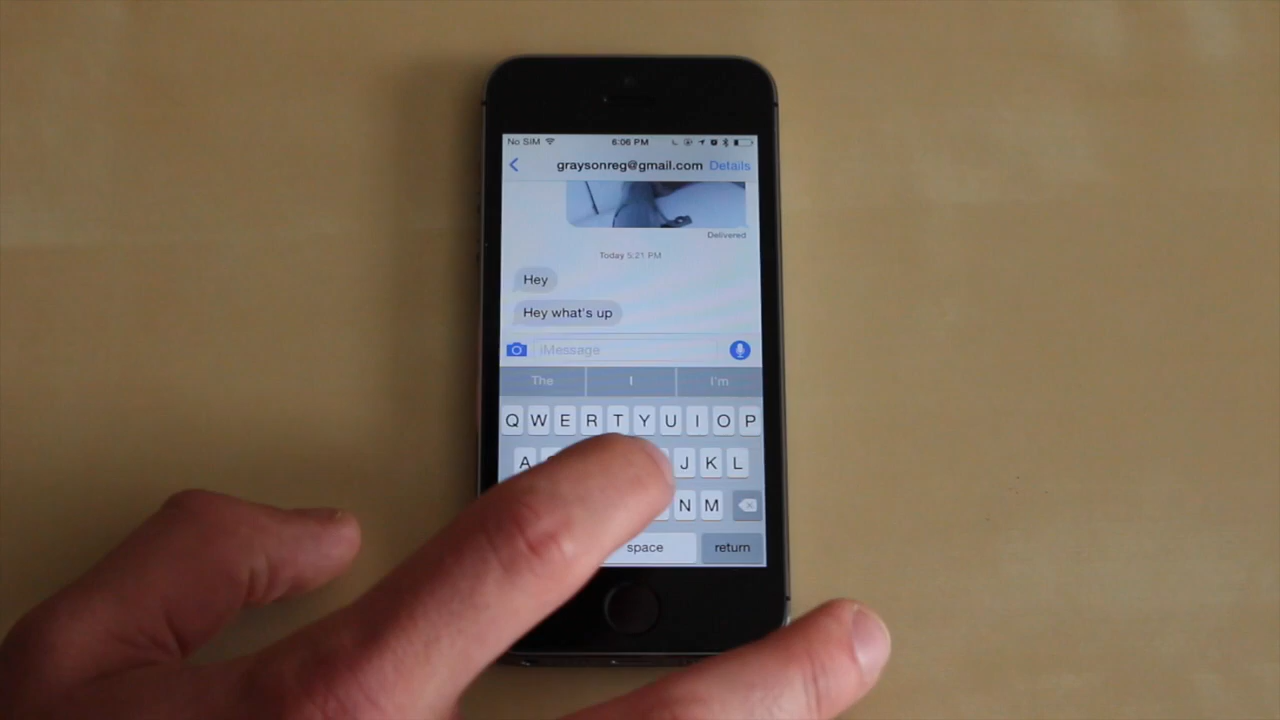 No SIM 6:06 PM
graysonreg@gmail.com Details
Delivered
Today 5:21 PM
Hey
Hey what's up
iMessage
The I I'm
Q W E R T Y U I O P
A J K L
N M
space return